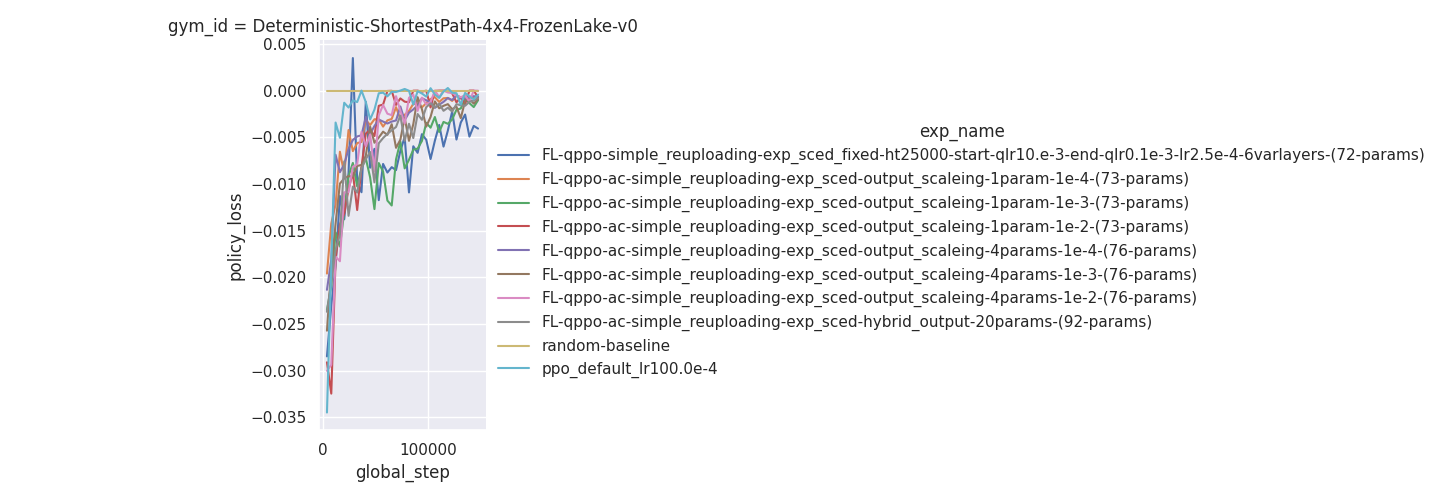 gym_id = Deterministic-ShortestPath-4x4-FrozenLake-v0
0.005
0.000
−0.005
−0.010
−0.015
−0.020
−0.025
−0.030
−0.035
policy_loss
0
100000
global_step
exp_name
FL-qppo-simple_reuploading-exp_sced_fixed-ht25000-start-qlr10.e-3-end-qlr0.1e-3-lr2.5e-4-6varlayers-(72-params)
FL-qppo-ac-simple_reuploading-exp_sced-output_scaleing-1param-1e-4-(73-params)
FL-qppo-ac-simple_reuploading-exp_sced-output_scaleing-1param-1e-3-(73-params)
FL-qppo-ac-simple_reuploading-exp_sced-output_scaleing-1param-1e-2-(73-params)
FL-qppo-ac-simple_reuploading-exp_sced-output_scaleing-4params-1e-4-(76-params)
FL-qppo-ac-simple_reuploading-exp_sced-output_scaleing-4params-1e-3-(76-params)
FL-qppo-ac-simple_reuploading-exp_sced-output_scaleing-4params-1e-2-(76-params)
FL-qppo-ac-simple_reuploading-exp_sced-hybrid_output-20params-(92-params)
random-baseline
ppo_default_lr100.0e-4